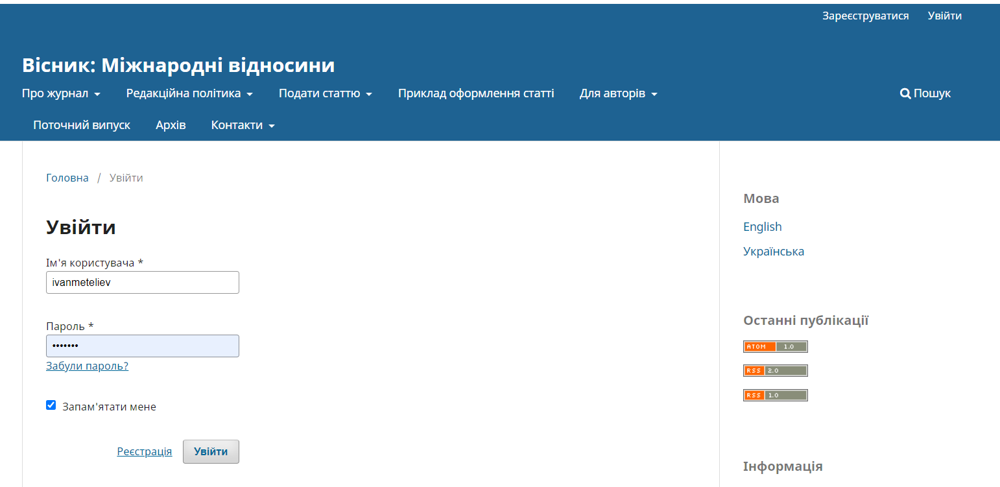 Зареєструватися Увійти
Вісник: Міжнародні відносини
Про журнал Редакційна політика Подати статтю Приклад оформлення статті Для авторів Пошук
Поточний випуск Архів Контакти
Головна / Увійти
Увійти
Ім'я користувача *
ivanmeteliev
Пароль *
•••••••
Забули пароль?
Запам'ятати мене
Реєстрація Увійти
Мова
English
Українська
Останні публікації
ATOM 1.0
RSS 2.0
RSS 1.0
Інформація